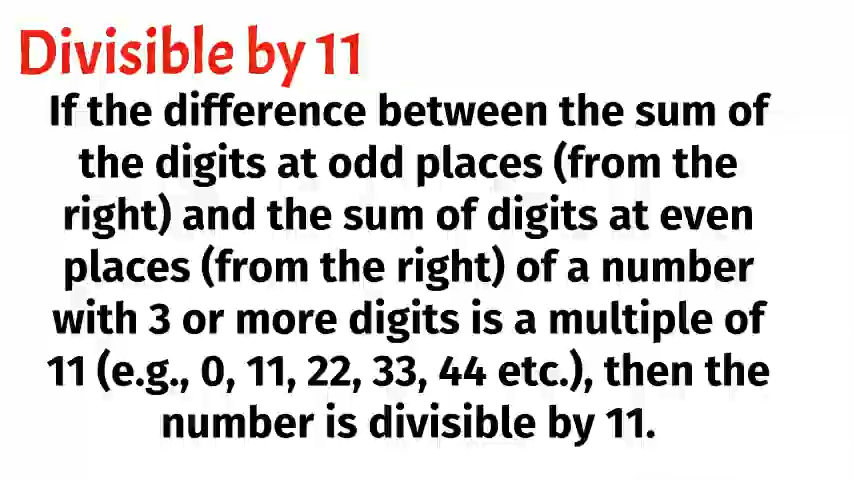 Divisible by 11
If the difference between the sum of
the digits at odd places (from the
right) and the sum of digits at even
places (from the right) of a number
with 3 or more digits is a multiple of
11 (e.g., 0, 11, 22, 33, 44 etc.), then the
number is divisible by 11.